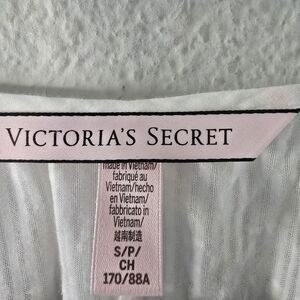 VICTORIA'S SECRET
made in Vietnam/
fabriqué au
Vietnam/hecho
en Vietnam/
fabbricato in
Vietnam/
越南制造
S/P/
CH
170/88A